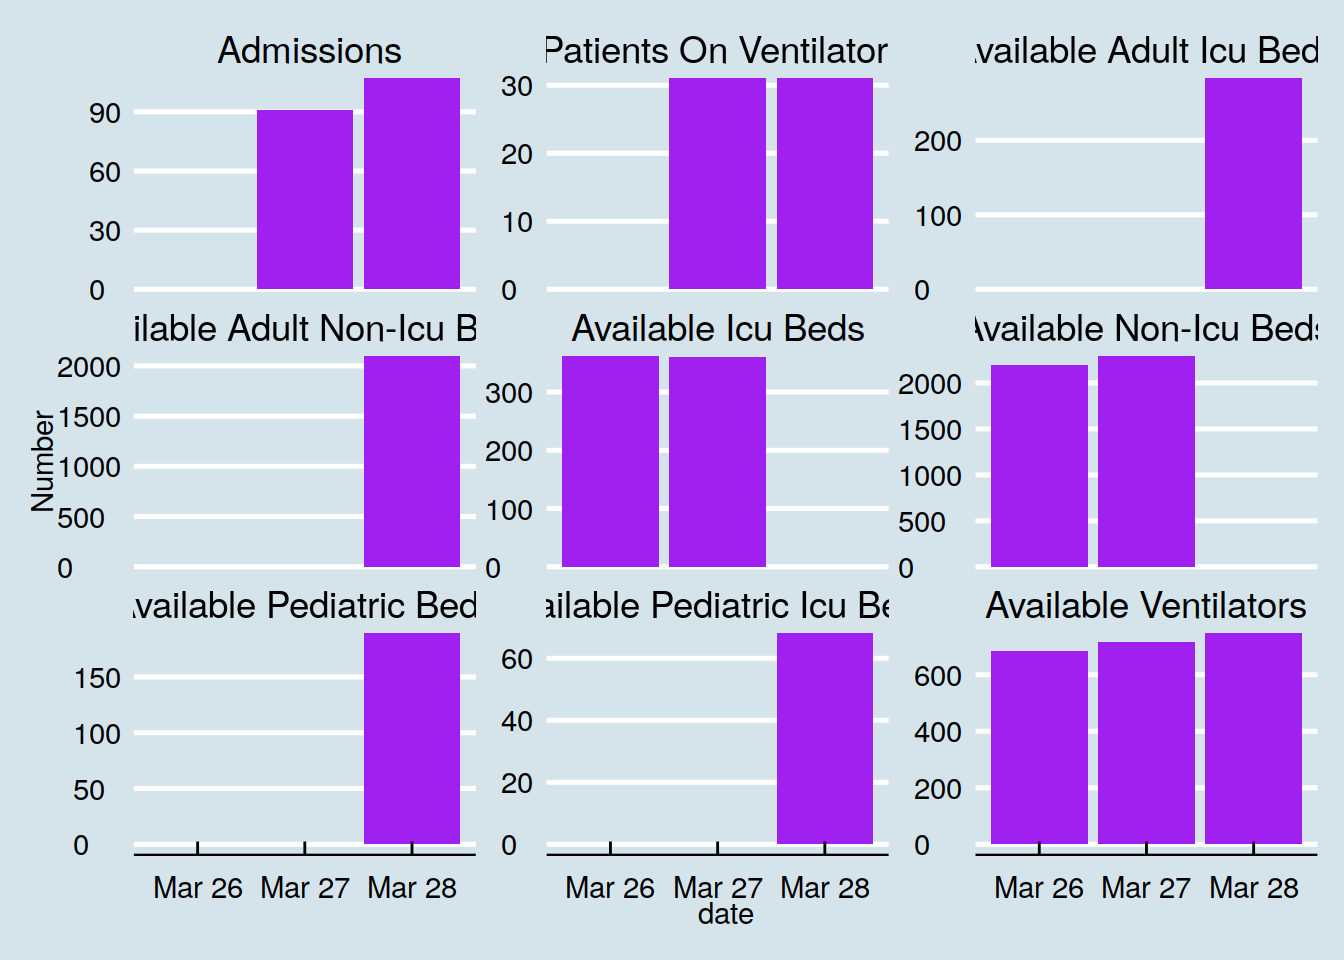 Admissions
Patients On Ventilator
Available Adult Icu Bed
90
60
30
0
30
20
10
0
200
100
0
ilable Adult Non-Icu B
Available Icu Beds
Available Non-Icu Beds
2000
1500
1000
500
0
300
200
100
0
2000
1500
1000
500
0
Number
Available Pediatric Bed
ailable Pediatric Icu Be
Available Ventilators
150
100
50
0
60
40
20
0
600
400
200
0
Mar 26 Mar 27 Mar 28
Mar 26 Mar 27 Mar 28
Mar 26 Mar 27 Mar 28
date